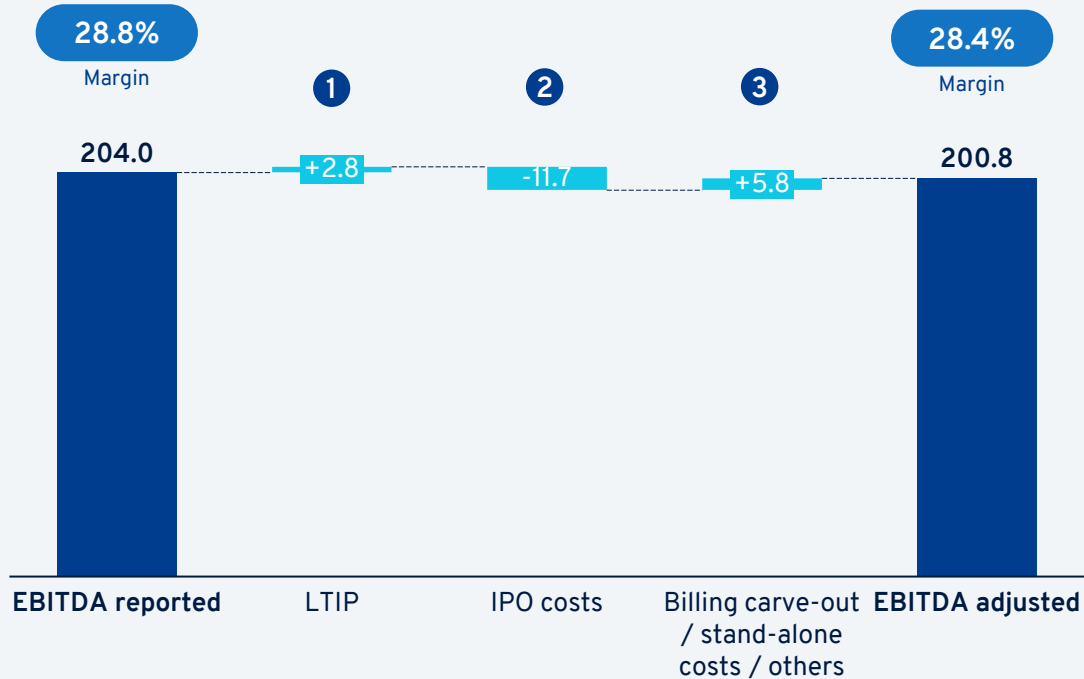 28.8%
Margin
28.4%
Margin
1
2
3
204.0
+2.8
-11.7
+5.8
200.8
EBITDA reported
LTIP
IPO costs
Billing carve-out
/ stand-alone
costs / others
EBITDA adjusted